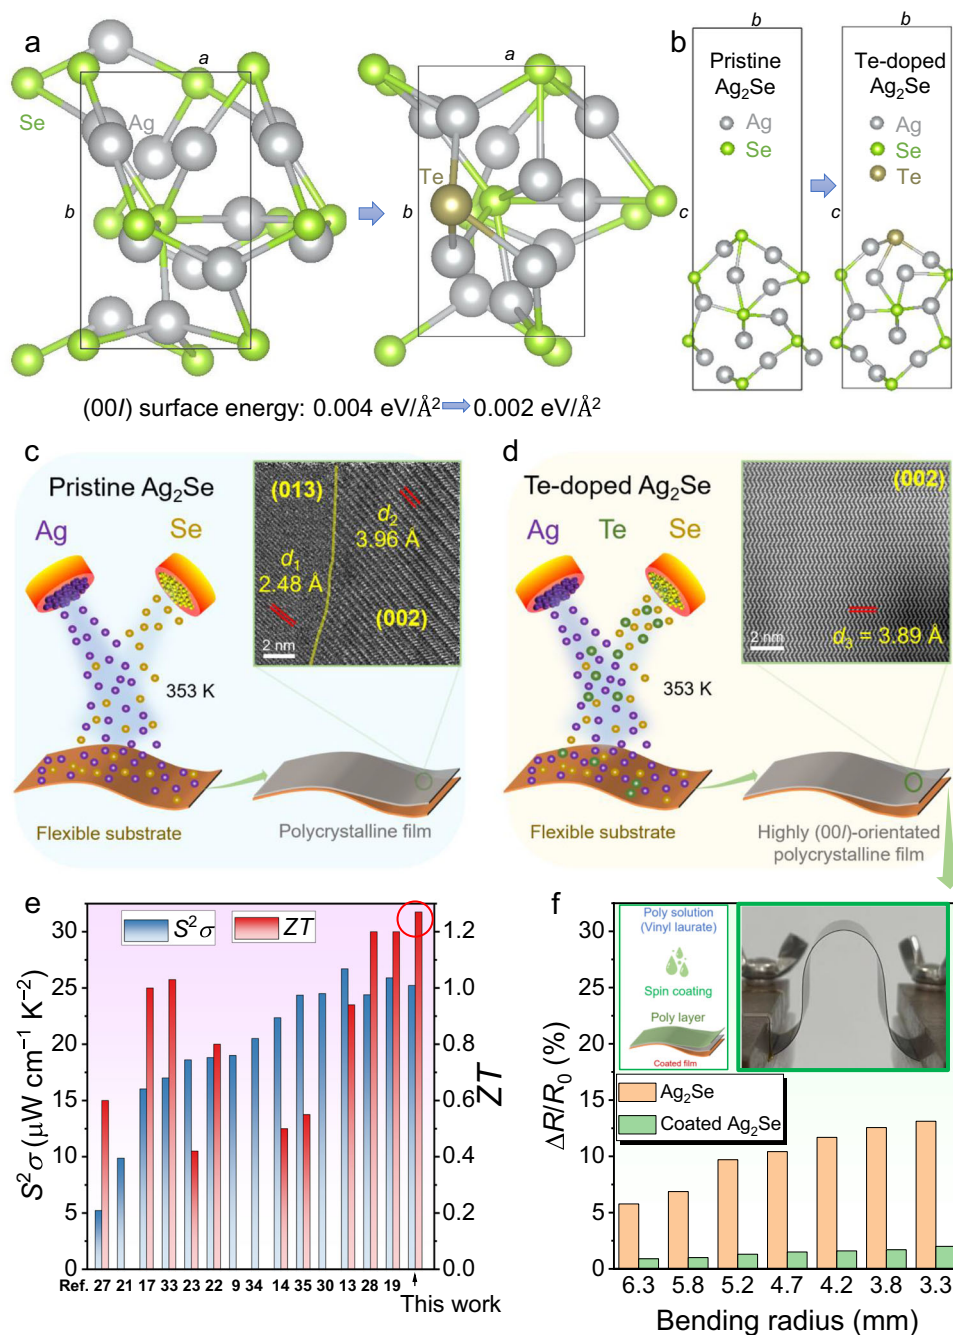 a
a
Se
Ag
b
a
Te
b
(00l) surface energy: 0.004 eV/Å² 0.002 eV/Å²
b
b
Pristine
Ag₂Se
Ag
Se
c
b
Te-doped
Ag₂Se
Ag
Se
Te
c
c
Pristine Ag₂Se
Ag
Se
(013)
d₂
3.96 Å
d₁
2.48 Å
(002)
2 nm
353 K
Flexible substrate
Polycrystalline film
d
Te-doped Ag₂Se
Ag
Te
Se
(002)
d₃ = 3.89 Å
2 nm
353 K
Flexible substrate
Highly (00l)-orientated
polycrystalline film
e
S²σ
ZT
S²σ (μW cm⁻¹ K⁻²)
30
25
20
15
10
5
0
1.2
1.0
0.8
0.6
0.4
0.2
0.0
ZT
Ref. 27 21 17 33 23 22 9 34 14 35 30 13 28 19
This work
f
Poly solution
(Vinyl laurate)
Spin coating
Poly layer
Coated film
Ag₂Se
Coated Ag₂Se
ΔR/R₀ (%)
30
25
20
15
10
5
0
6.3 5.8 5.2 4.7 4.2 3.8 3.3
Bending radius (mm)